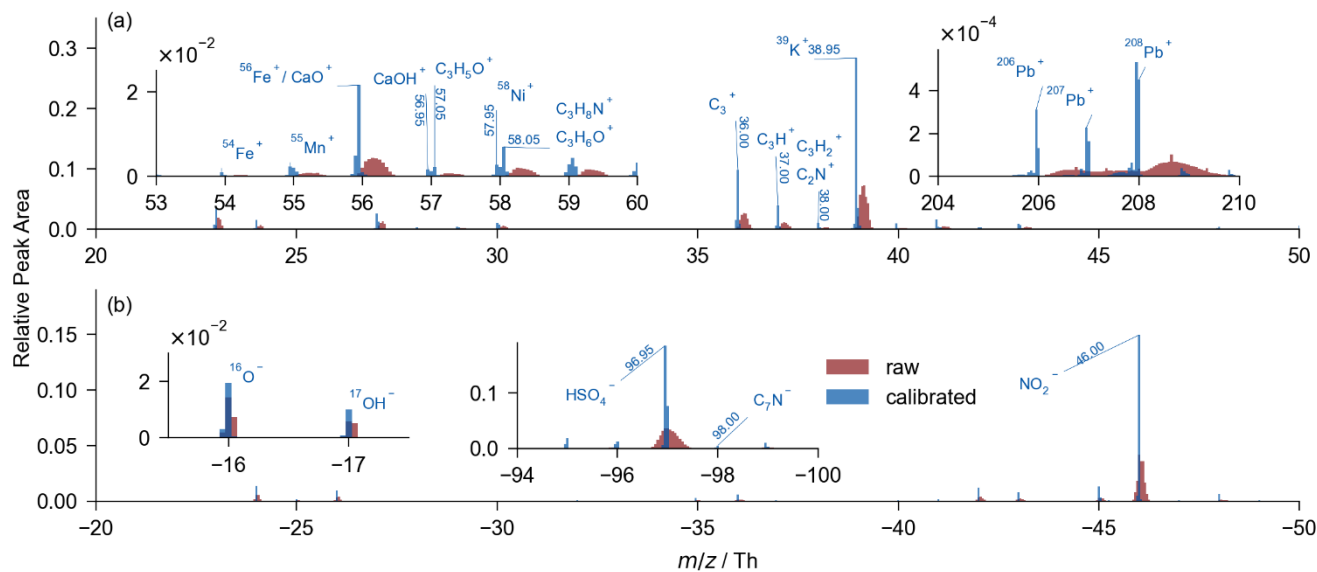 (a)
Relative Peak Area
0.3
0.2
0.1
0.0
×10⁻²
2
0
⁵⁴Fe⁺
⁵⁵Mn⁺
⁵⁶Fe⁺/ CaO⁺
CaOH⁺
56.95
C₃H₅O⁺
57.05
⁵⁸Ni⁺
57.95
58.05
C₃H₈N⁺
C₃H₆O⁺
53 54 55 56 57 58 59 60
C₃⁺
36.00
C₃H⁺
37.00
C₃H₂⁺
C₂N⁺
38.00
³⁹K⁺38.95
×10⁻⁴
4
2
0
²⁰⁶Pb⁺
²⁰⁷Pb⁺
²⁰⁸Pb⁺
204 206 208 210
20 25 30 35 40 45 50
(b)
0.15
0.10
0.05
0.00
×10⁻²
2
0
¹⁶O⁻
¹⁷OH⁻
−16 −17
0.1
0.0
HSO₄⁻
96.95
98.00
C₇N⁻
−94 −96 −98 −100
raw
calibrated
NO₂⁻
46.00
−20 −25 −30 −35 −40 −45 −50
m/z / Th